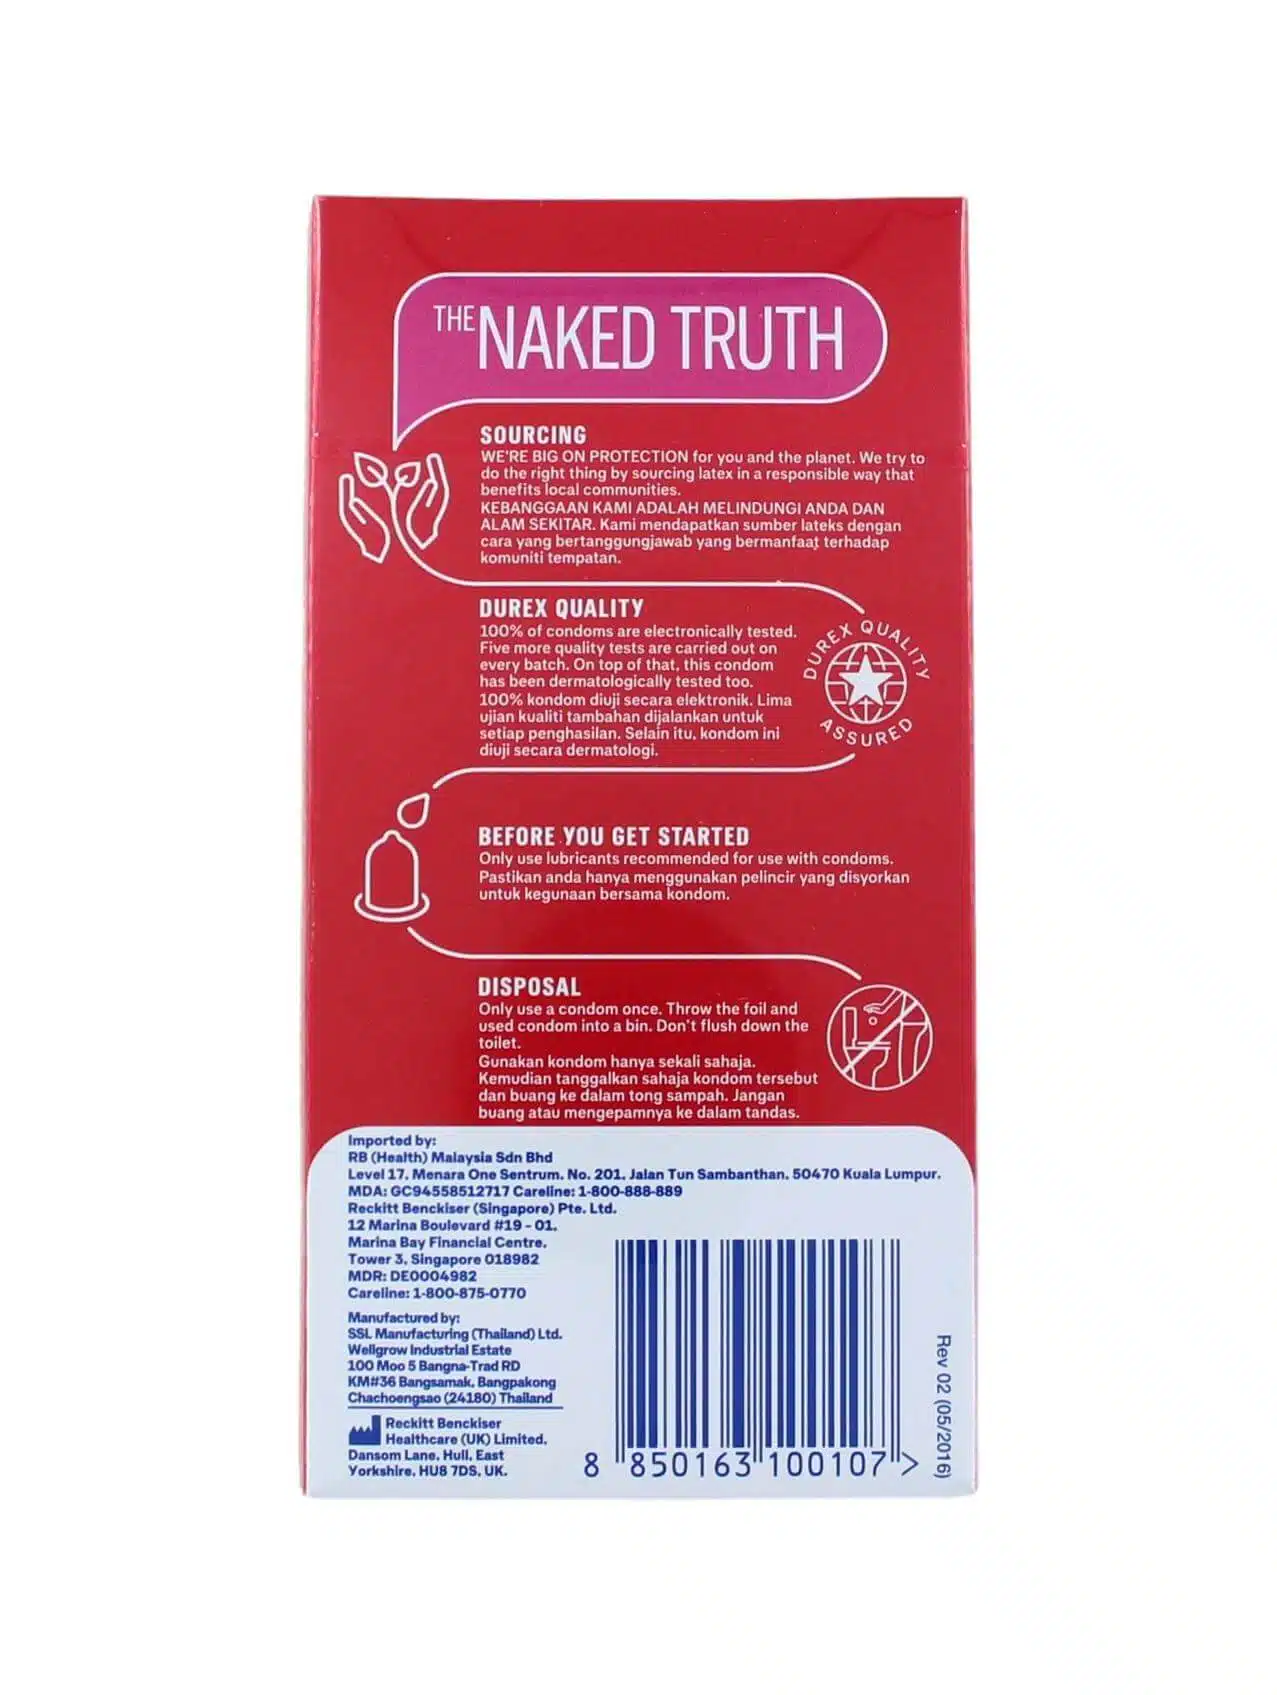 THE NAKED TRUTH
SOURCING
WE'RE BIG ON PROTECTION for you and the planet. We try to
do the right thing by sourcing latex in a responsible way that
benefits local communities.
KEBANGGAAN KAMI ADALAH MELINDUNGI ANDA DAN
ALAM SEKITAR. Kami mendapatkan sumber lateks dengan
cara yang bertanggungjawab yang bermanfaat terhadap
komuniti tempatan.
DUREX QUALITY
100% of condoms are electronically tested.
Five more quality tests are carried out on
every batch. On top of that, this condom
has been dermatologically tested too.
100% kondom diuji secara elektronik. Lima
ujian kualiti tambahan dijalankan untuk
setiap penghasilan. Selain itu, kondom ini
diuji secara dermatologi.
DUREX QUALITY
ASSURED
BEFORE YOU GET STARTED
Only use lubricants recommended for use with condoms.
Pastikan anda hanya menggunakan pelincir yang disyorkan
untuk kegunaan bersama kondom.
DISPOSAL
Only use a condom once. Throw the foil and
used condom into a bin. Don't flush down the
toilet.
Gunakan kondom hanya sekali sahaja.
Kemudian tanggalkan sahaja kondom tersebut
dan buang ke dalam tong sampah. Jangan
buang atau mengepamnya ke dalam tandas.
Imported by:
RB (Health) Malaysia Sdn Bhd
Level 17, Menara One Sentrum, No. 201, Jalan Tun Sambanthan, 50470 Kuala Lumpur.
MDA: GC94558512717 Careline: 1-800-888-889
Reckitt Benckiser (Singapore) Pte. Ltd.
12 Marina Boulevard #19 - 01,
Marina Bay Financial Centre,
Tower 3, Singapore 018982
MDR: DE0004982
Careline: 1-800-875-0770
Manufactured by:
SSL Manufacturing (Thailand) Ltd.
Wellgrow Industrial Estate
100 Moo 5 Bangna-Trad RD
KM#36 Bangsamak, Bangpakong
Chachoengsao (24180) Thailand
Reckitt Benckiser
Healthcare (UK) Limited,
Dansom Lane, Hull, East
Yorkshire, HU8 7DS, UK.
8 850163 100107 >
Rev 02 (05/2016)